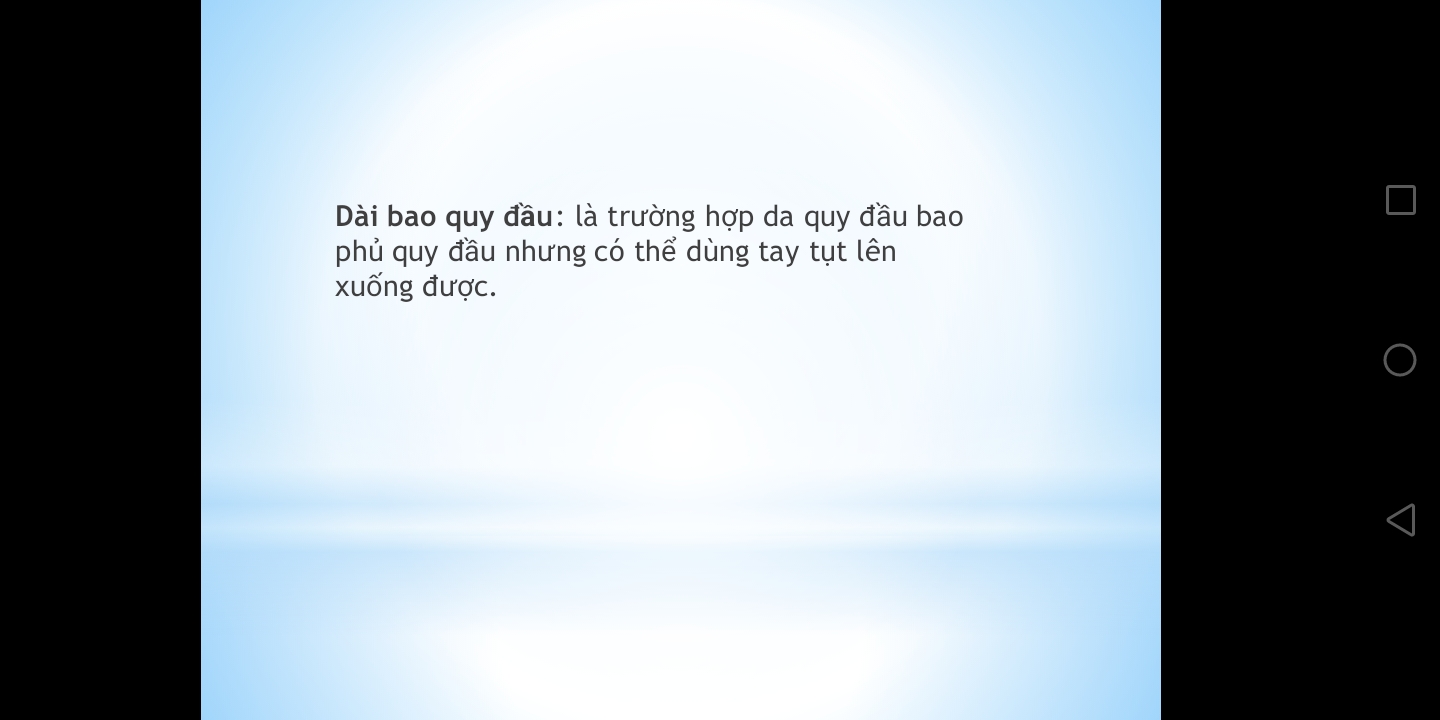 Dài bao quy đầu: là trường hợp da quy đầu bao
phủ quy đầu nhưng có thể dùng tay tụt lên
xuống được.